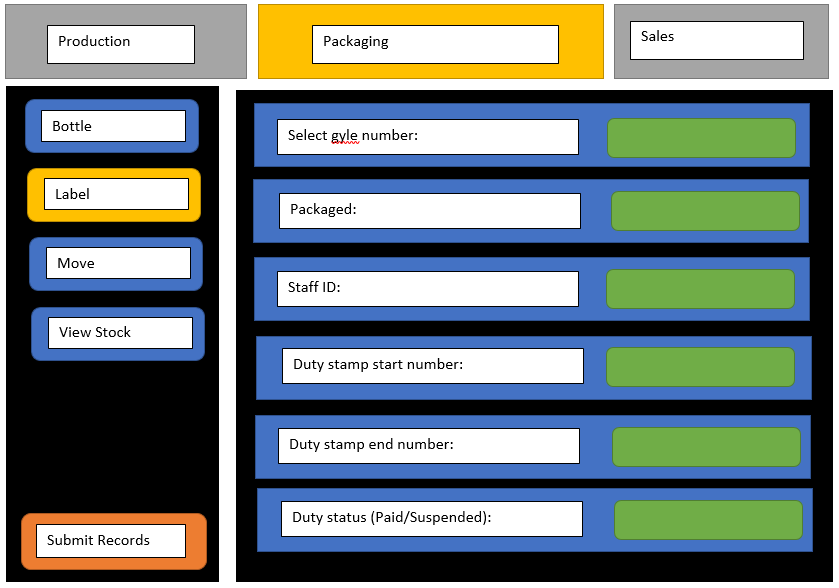 Production
Packaging
Sales
Bottle
Label
Move
View Stock
Submit Records
Select gyle number:
Packaged:
Staff ID:
Duty stamp start number:
Duty stamp end number:
Duty status (Paid/Suspended):